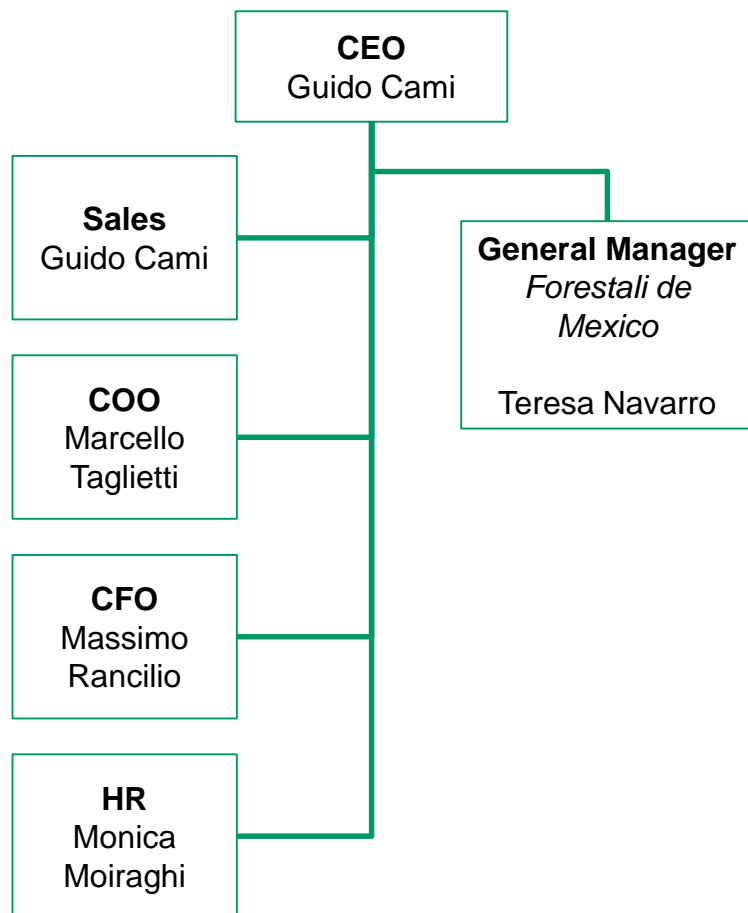 CEO
Guido Cami
Sales
Guido Cami
General Manager
Forestali de
Mexico
Teresa Navarro
COO
Marcello
Taglietti
CFO
Massimo
Rancilio
HR
Monica
Moiraghi